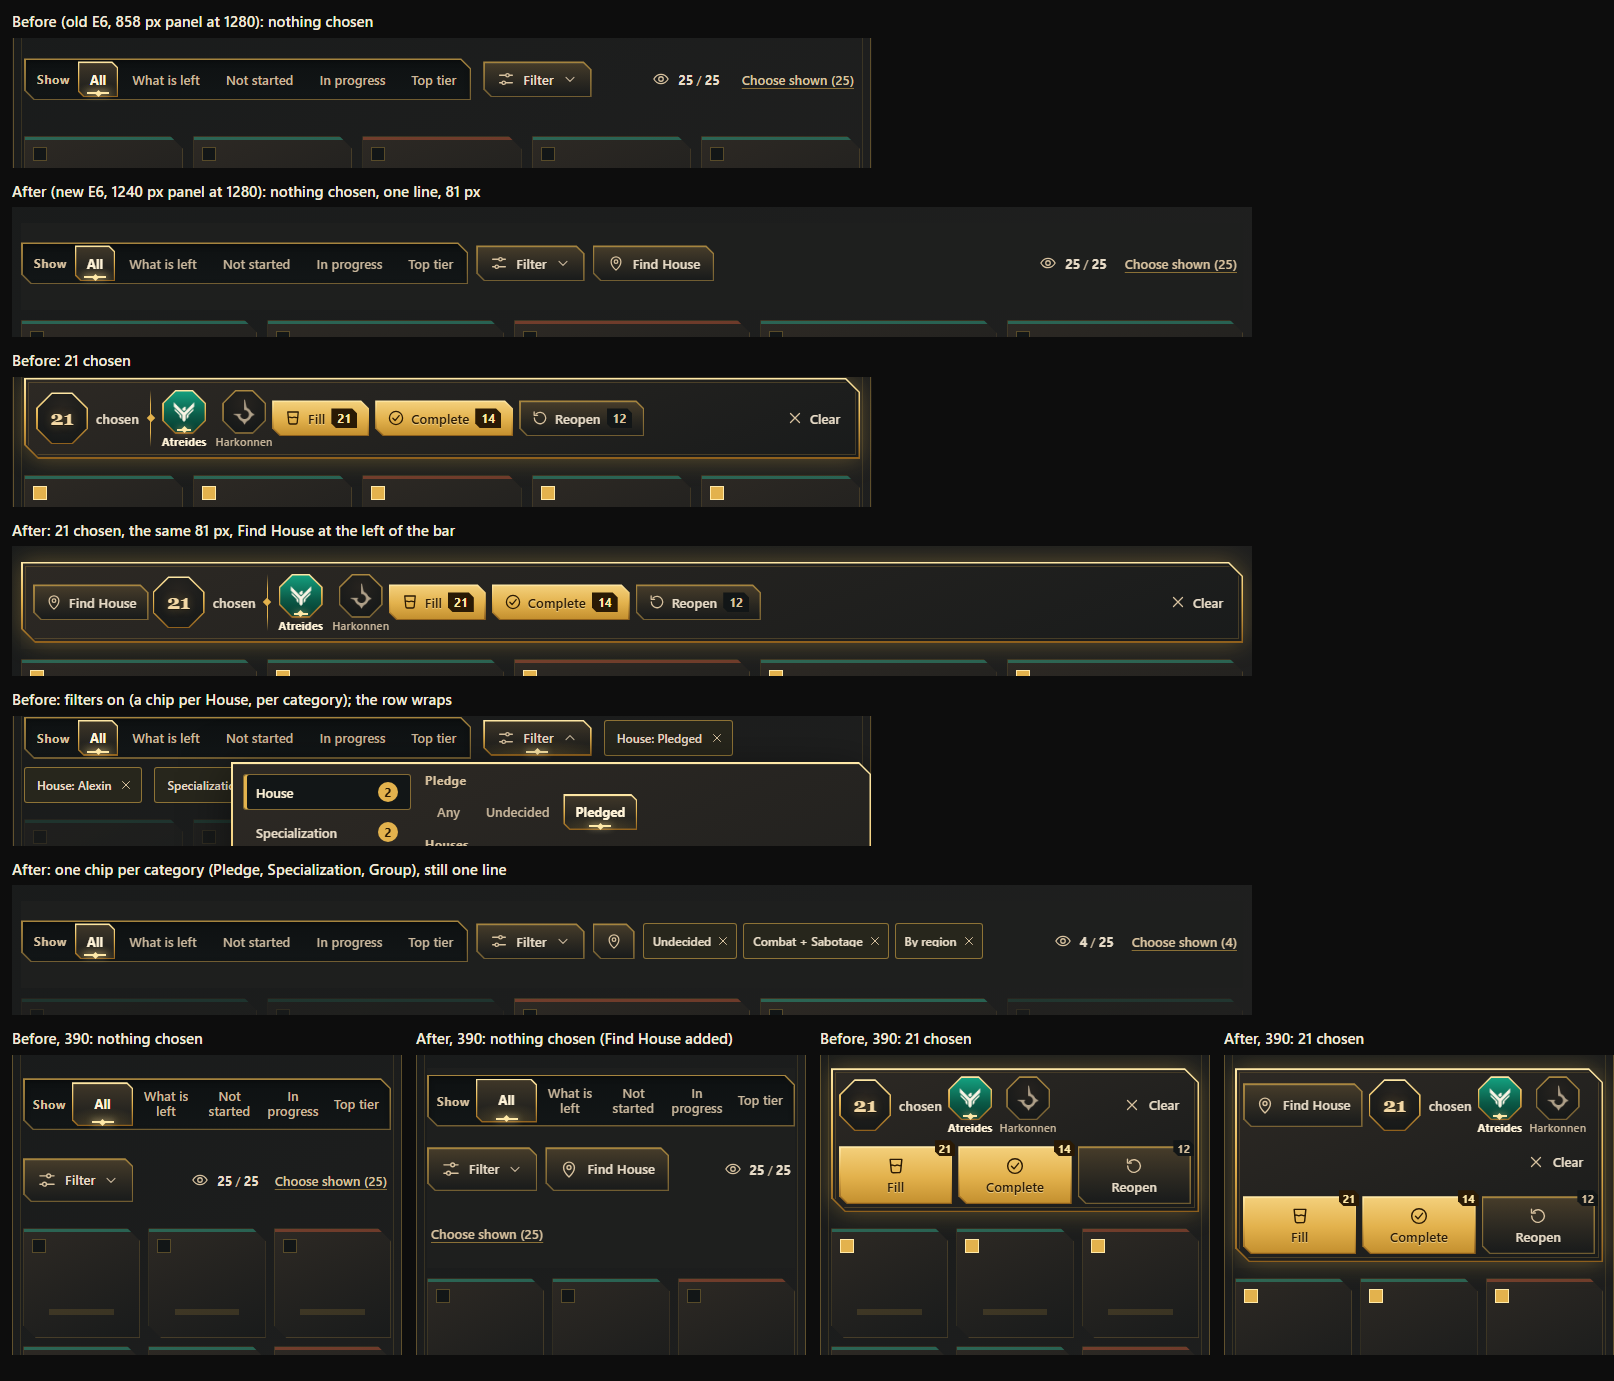 Before (old E6, 858 px panel at 1280): nothing chosen
Show All What is left Not started In progress Top tier Filter 25 / 25 Choose shown (25)
After (new E6, 1240 px panel at 1280): nothing chosen, one line, 81 px
Show All What is left Not started In progress Top tier Filter Find House 25 / 25 Choose shown (25)
Before: 21 chosen
21 chosen Atreides Harkonnen Fill 21 Complete 14 Reopen 12 Clear
After: 21 chosen, the same 81 px, Find House at the left of the bar
Find House 21 chosen Atreides Harkonnen Fill 21 Complete 14 Reopen 12 Clear
Before: filters on (a chip per House, per category); the row wraps
Show All What is left Not started In progress Top tier Filter House: Pledged
House: Alexin
House 2
Specialization 2
Pledge
Any Undecided Pledged
After: one chip per category (Pledge, Specialization, Group), still one line
Show All What is left Not started In progress Top tier Filter Undecided Combat + Sabotage By region 4 / 25 Choose shown (4)
Before, 390: nothing chosen
Show All What is left Not started In progress Top tier
Filter 25 / 25 Choose shown (25)
After, 390: nothing chosen (Find House added)
Show All What is left Not started In progress Top tier
Filter Find House 25 / 25
Choose shown (25)
Before, 390: 21 chosen
21 chosen Atreides Harkonnen Clear
Fill 21 Complete 14 Reopen 12
After, 390: 21 chosen
Find House 21 chosen Atreides Harkonnen
Clear
Fill 21 Complete 14 Reopen 12